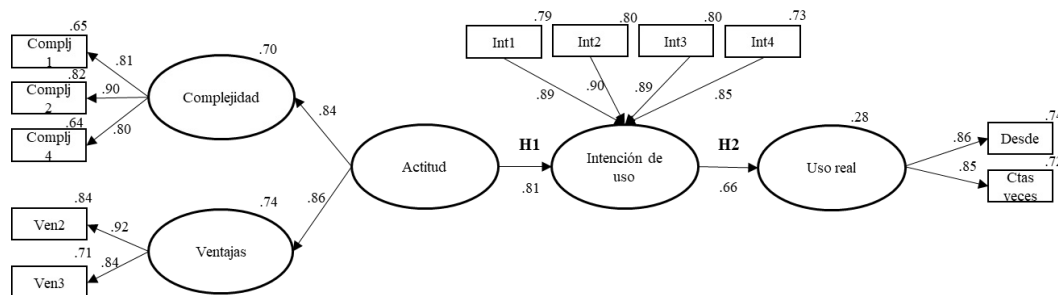 .79
.80
.80
.73
Int1
Int2
Int3
Int4
.65
Complj
1
.81
.82
Complj
2
.90
.64
Complj
4
.80
.70
Complejidad
.84
.89
.90
.89
.85
Actitud
H1
.81
Intención de
uso
H2
.66
.28
Uso real
.86
.74
Desde
.85
.72
Ctas
veces
.86
.84
Ven2
.92
.71
Ven3
.84
.74
Ventajas